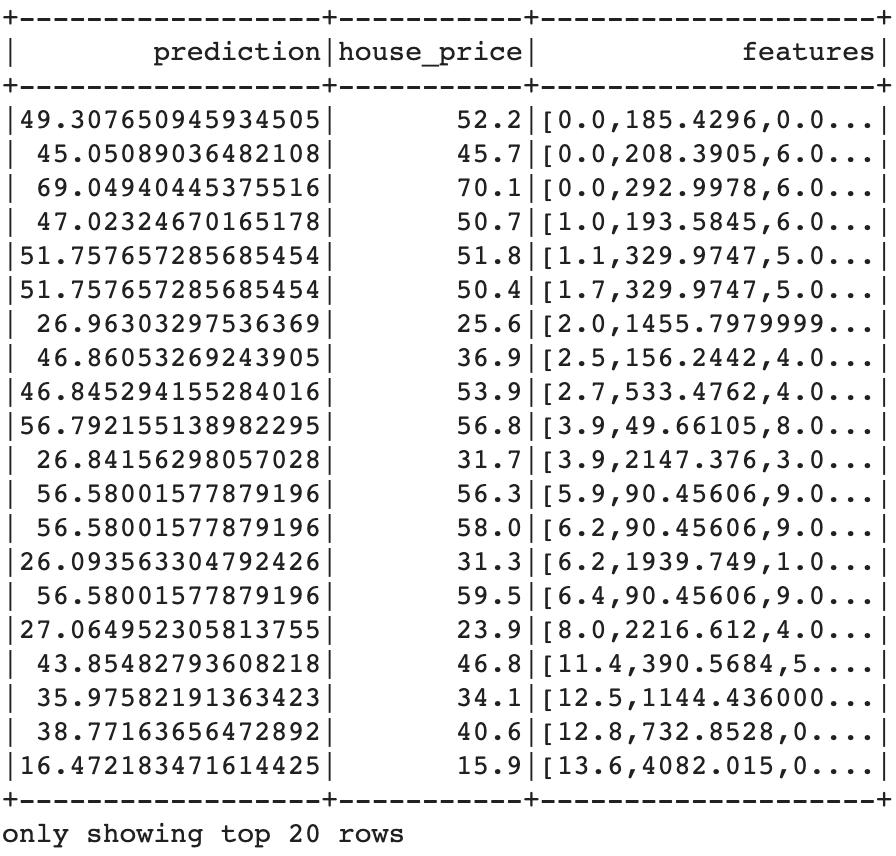 +------------------+-----------+--------------------+
|        prediction|house_price|            features|
+------------------+-----------+--------------------+
|49.307650945934505|       52.2|[0.0,185.4296,0.0...|
| 45.05089036482108|       45.7|[0.0,208.3905,6.0...|
| 69.04940445375516|       70.1|[0.0,292.9978,6.0...|
| 47.02324670165178|       50.7|[1.0,193.5845,6.0...|
|51.757657285685454|       51.8|[1.1,329.9747,5.0...|
|51.757657285685454|       50.4|[1.7,329.9747,5.0...|
| 26.96303297536369|       25.6|[2.0,1455.7979999...|
| 46.86053269243905|       36.9|[2.5,156.2442,4.0...|
|46.845294155284016|       53.9|[2.7,533.4762,4.0...|
|56.792155138982295|       56.8|[3.9,49.66105,8.0...|
| 26.84156298057028|       31.7|[3.9,2147.376,3.0...|
| 56.58001577879196|       56.3|[5.9,90.45606,9.0...|
| 56.58001577879196|       58.0|[6.2,90.45606,9.0...|
|26.093563304792426|       31.3|[6.2,1939.749,1.0...|
| 56.58001577879196|       59.5|[6.4,90.45606,9.0...|
|27.064952305813755|       23.9|[8.0,2216.612,4.0...|
| 43.85482793608218|       46.8|[11.4,390.5684,5....|
| 35.97582191363423|       34.1|[12.5,1144.436000...|
| 38.77163656472892|       40.6|[12.8,732.8528,0....|
|16.472183471614425|       15.9|[13.6,4082.015,0....|
+------------------+-----------+--------------------+
only showing top 20 rows